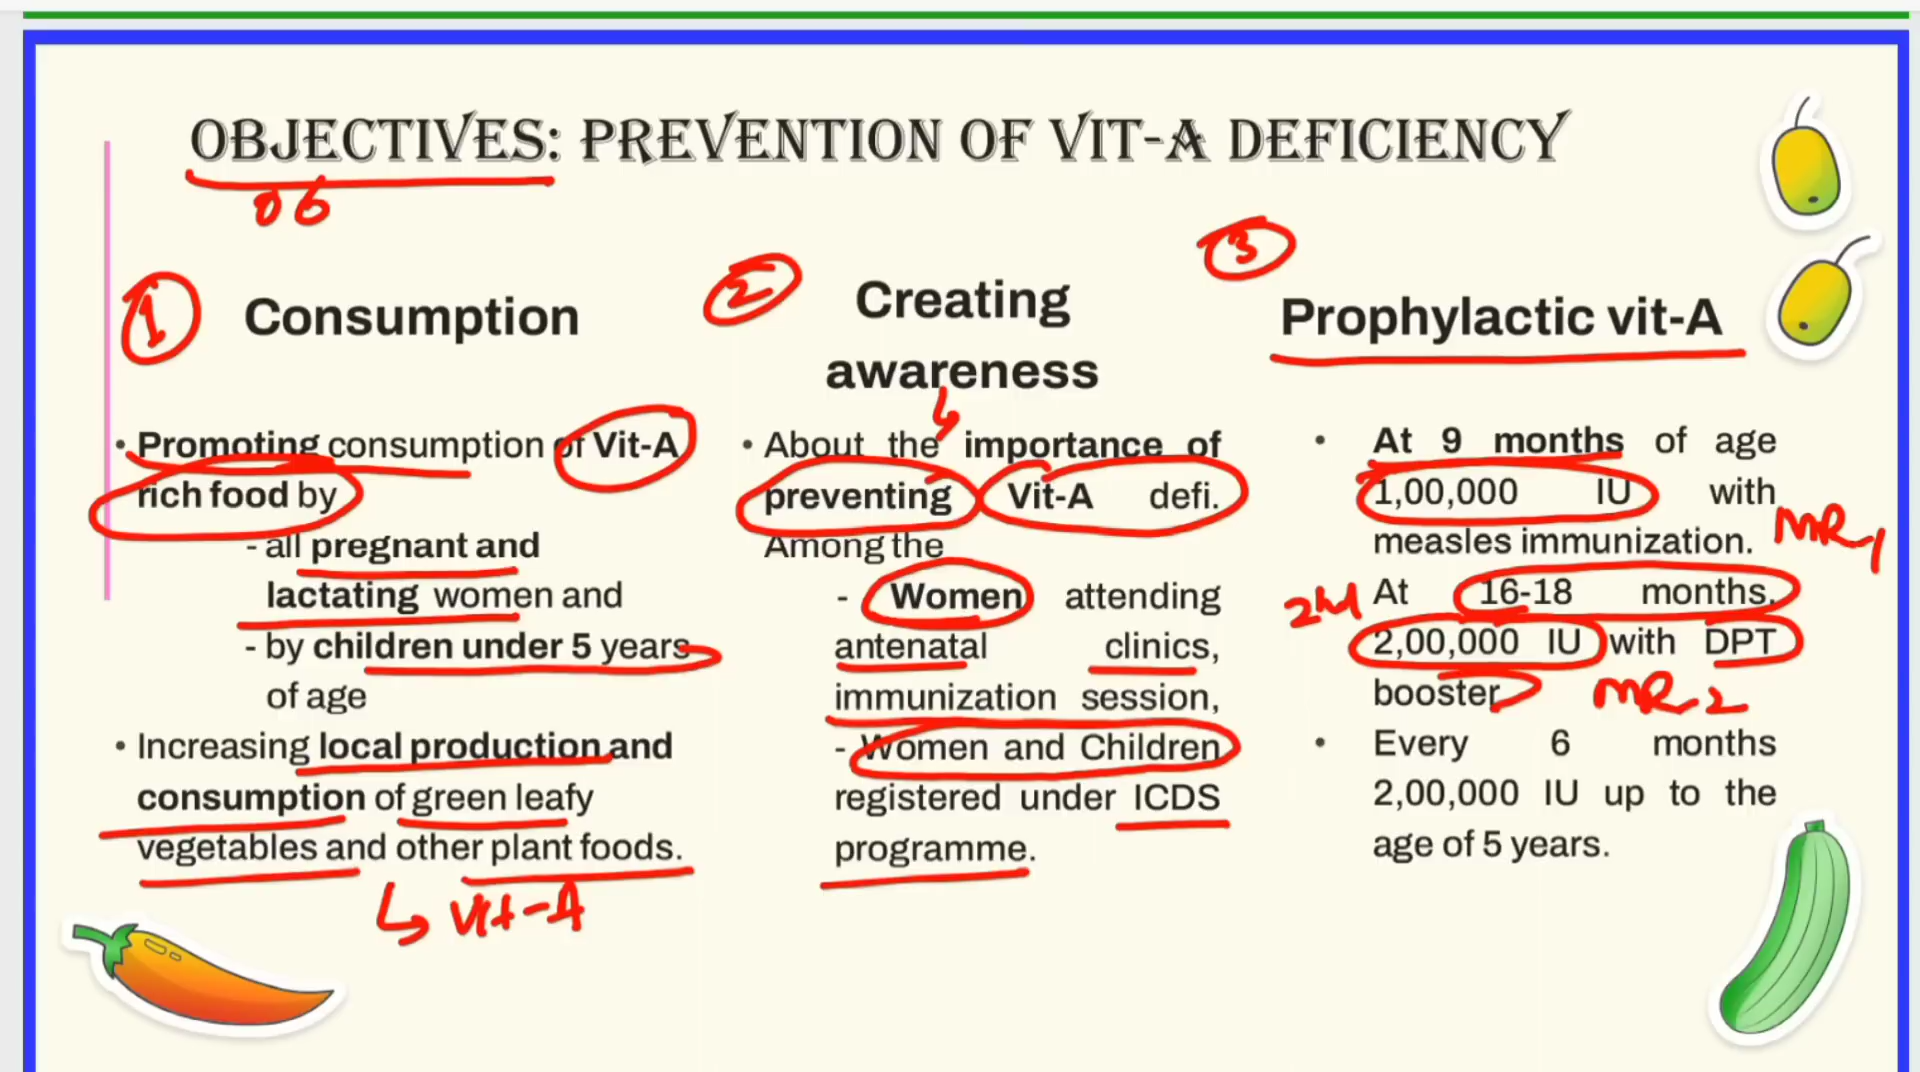 OBJECTIVES: PREVENTION OF VIT-A DEFICIENCY
06
1
Consumption
• Promoting consumption of Vit-A
rich food by
- all pregnant and
lactating women and
- by children under 5 years
of age
• Increasing local production and
consumption of green leafy
vegetables and other plant foods.
↳ Vit-A
2
Creating
awareness
• About the importance of
preventing Vit-A defi.
Among the
- Women attending
antenatal clinics,
immunization session,
- Women and Children
registered under ICDS
programme.
3
Prophylactic vit-A
• At 9 months of age
1,00,000 IU with
measles immunization. MR-1
2nd At 16-18 months,
2,00,000 IU with DPT
booster MR-2
• Every 6 months
2,00,000 IU up to the
age of 5 years.